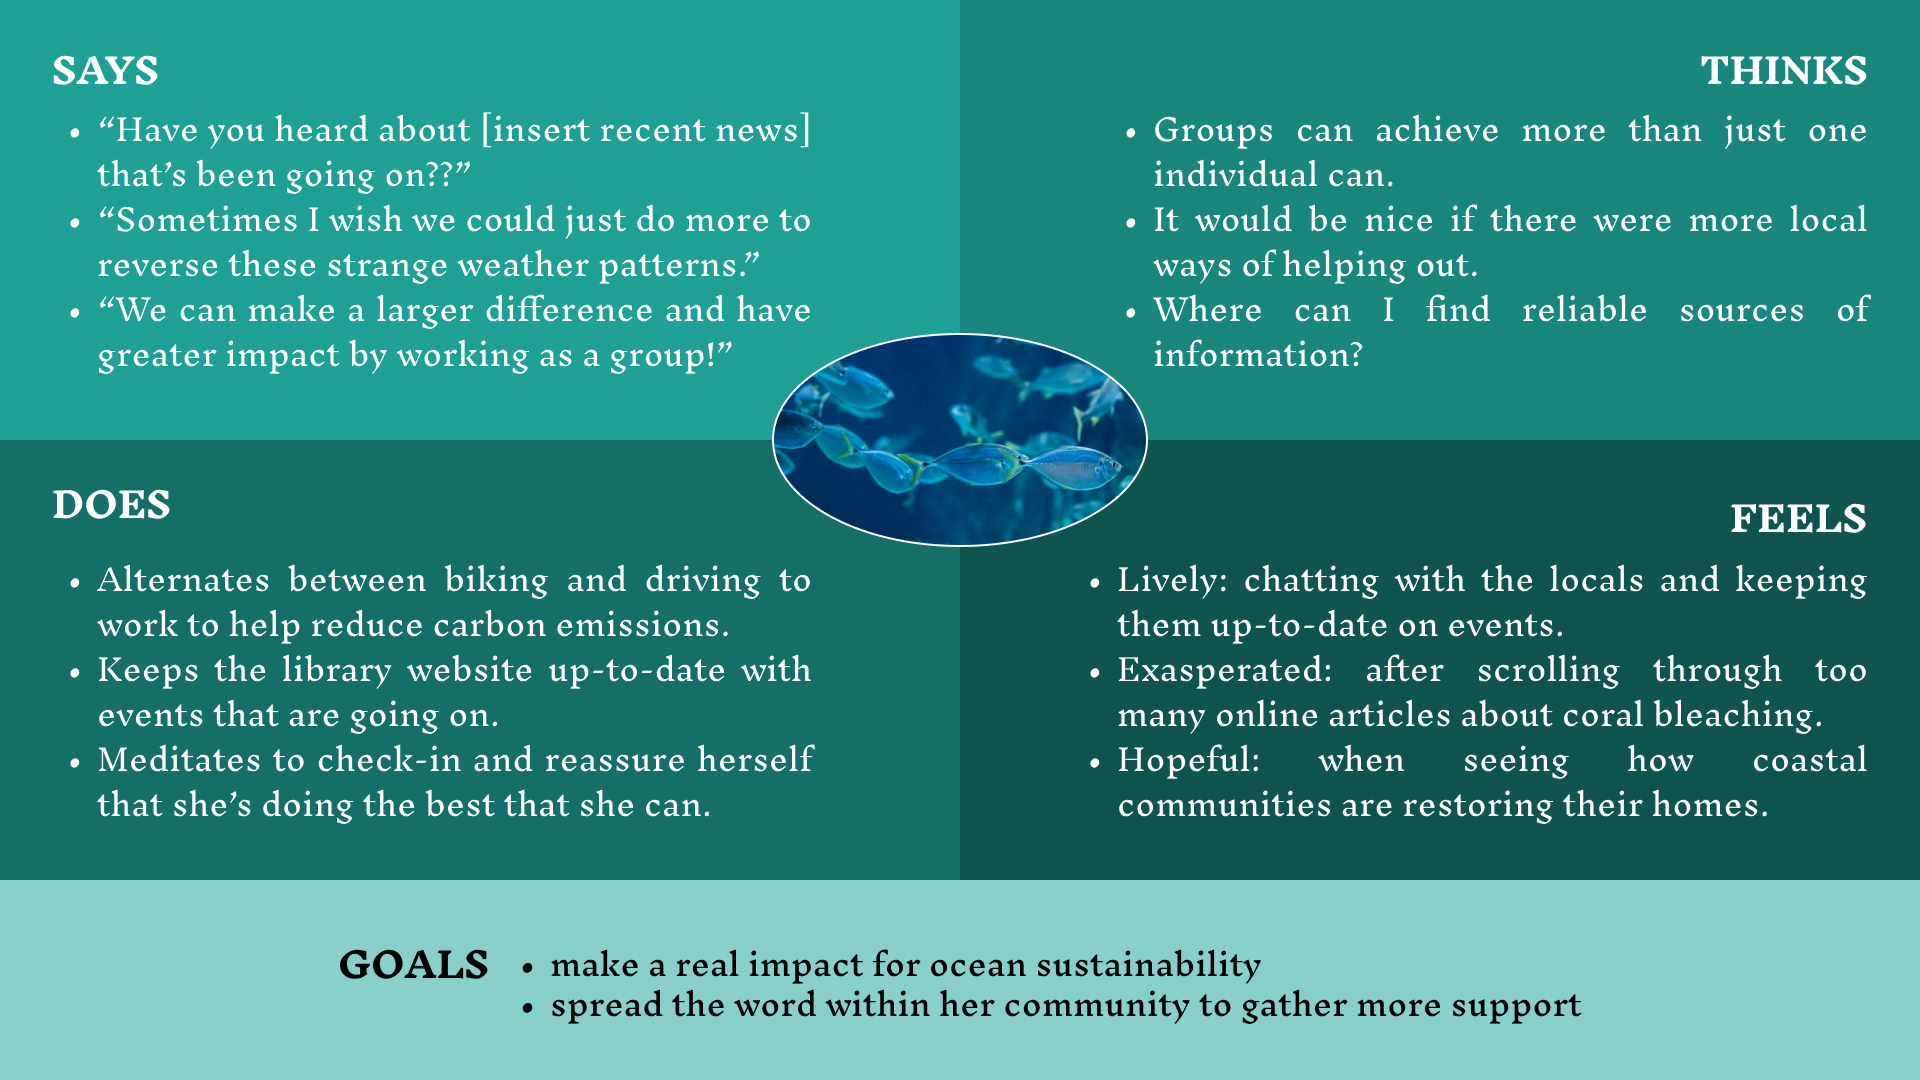 SAYS
• “Have you heard about [insert recent news]
that’s been going on??”
• “Sometimes I wish we could just do more to
reverse these strange weather patterns.”
• “We can make a larger difference and have
greater impact by working as a group!”
THINKS
• Groups can achieve more than just one
individual can.
• It would be nice if there were more local
ways of helping out.
• Where can I find reliable sources of
information?
DOES
• Alternates between biking and driving to
work to help reduce carbon emissions.
• Keeps the library website up-to-date with
events that are going on.
• Meditates to check-in and reassure herself
that she’s doing the best that she can.
FEELS
• Lively: chatting with the locals and keeping
them up-to-date on events.
• Exasperated: after scrolling through too
many online articles about coral bleaching.
• Hopeful: when seeing how coastal
communities are restoring their homes.
GOALS
• make a real impact for ocean sustainability
• spread the word within her community to gather more support